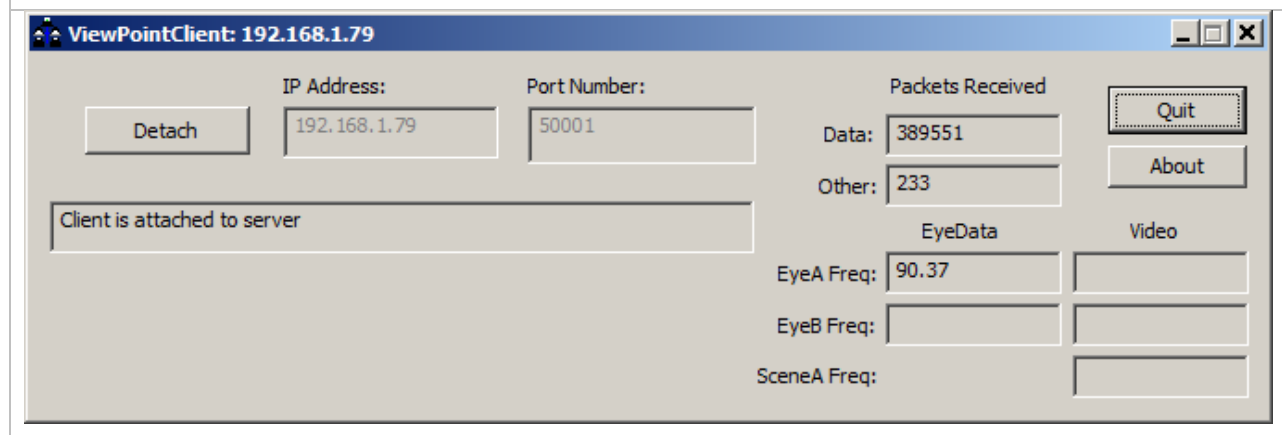 ViewPointClient: 192.168.1.79
IP Address: Port Number: Packets Received
Detach 192.168.1.79 50001 Quit
Data: 389551
About
Other: 233
Client is attached to server
EyeData Video
EyeA Freq: 90.37
EyeB Freq:
SceneA Freq: